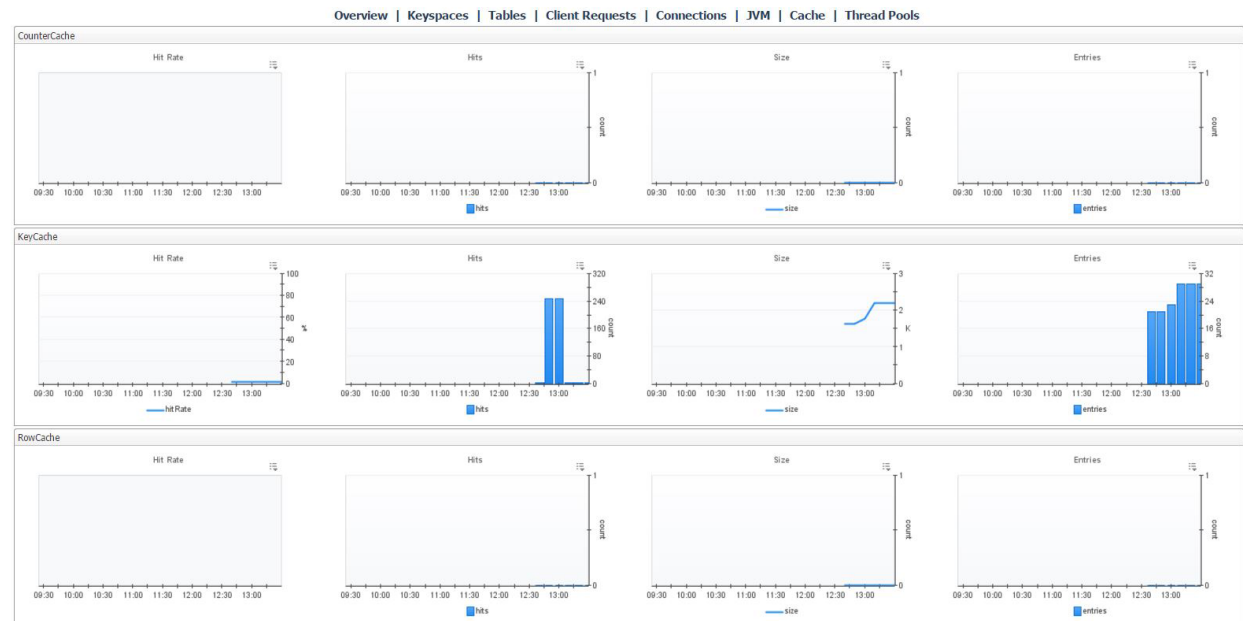 Overview | Keyspaces | Tables | Client Requests | Connections | JVM | Cache | Thread Pools
CounterCache
Hit Rate
09:30 10:00 10:30 11:00 11:30 12:00 12:30 13:00
Hits
1
0
count
09:30 10:00 10:30 11:00 11:30 12:00 12:30 13:00
hits
Size
1
0
count
09:30 10:00 10:30 11:00 11:30 12:00 12:30 13:00
size
Entries
1
0
count
09:30 10:00 10:30 11:00 11:30 12:00 12:30 13:00
entries
KeyCache
Hit Rate
100
80
60
40
20
0
%
09:30 10:00 10:30 11:00 11:30 12:00 12:30 13:00
hitRate
Hits
320
240
160
80
0
count
09:30 10:00 10:30 11:00 11:30 12:00 12:30 13:00
hits
Size
3
2
1
0
K
09:30 10:00 10:30 11:00 11:30 12:00 12:30 13:00
size
Entries
32
24
16
8
0
count
09:30 10:00 10:30 11:00 11:30 12:00 12:30 13:00
entries
RowCache
Hit Rate
09:30 10:00 10:30 11:00 11:30 12:00 12:30 13:00
Hits
1
0
count
09:30 10:00 10:30 11:00 11:30 12:00 12:30 13:00
hits
Size
1
0
count
09:30 10:00 10:30 11:00 11:30 12:00 12:30 13:00
size
Entries
1
0
count
09:30 10:00 10:30 11:00 11:30 12:00 12:30 13:00
entries